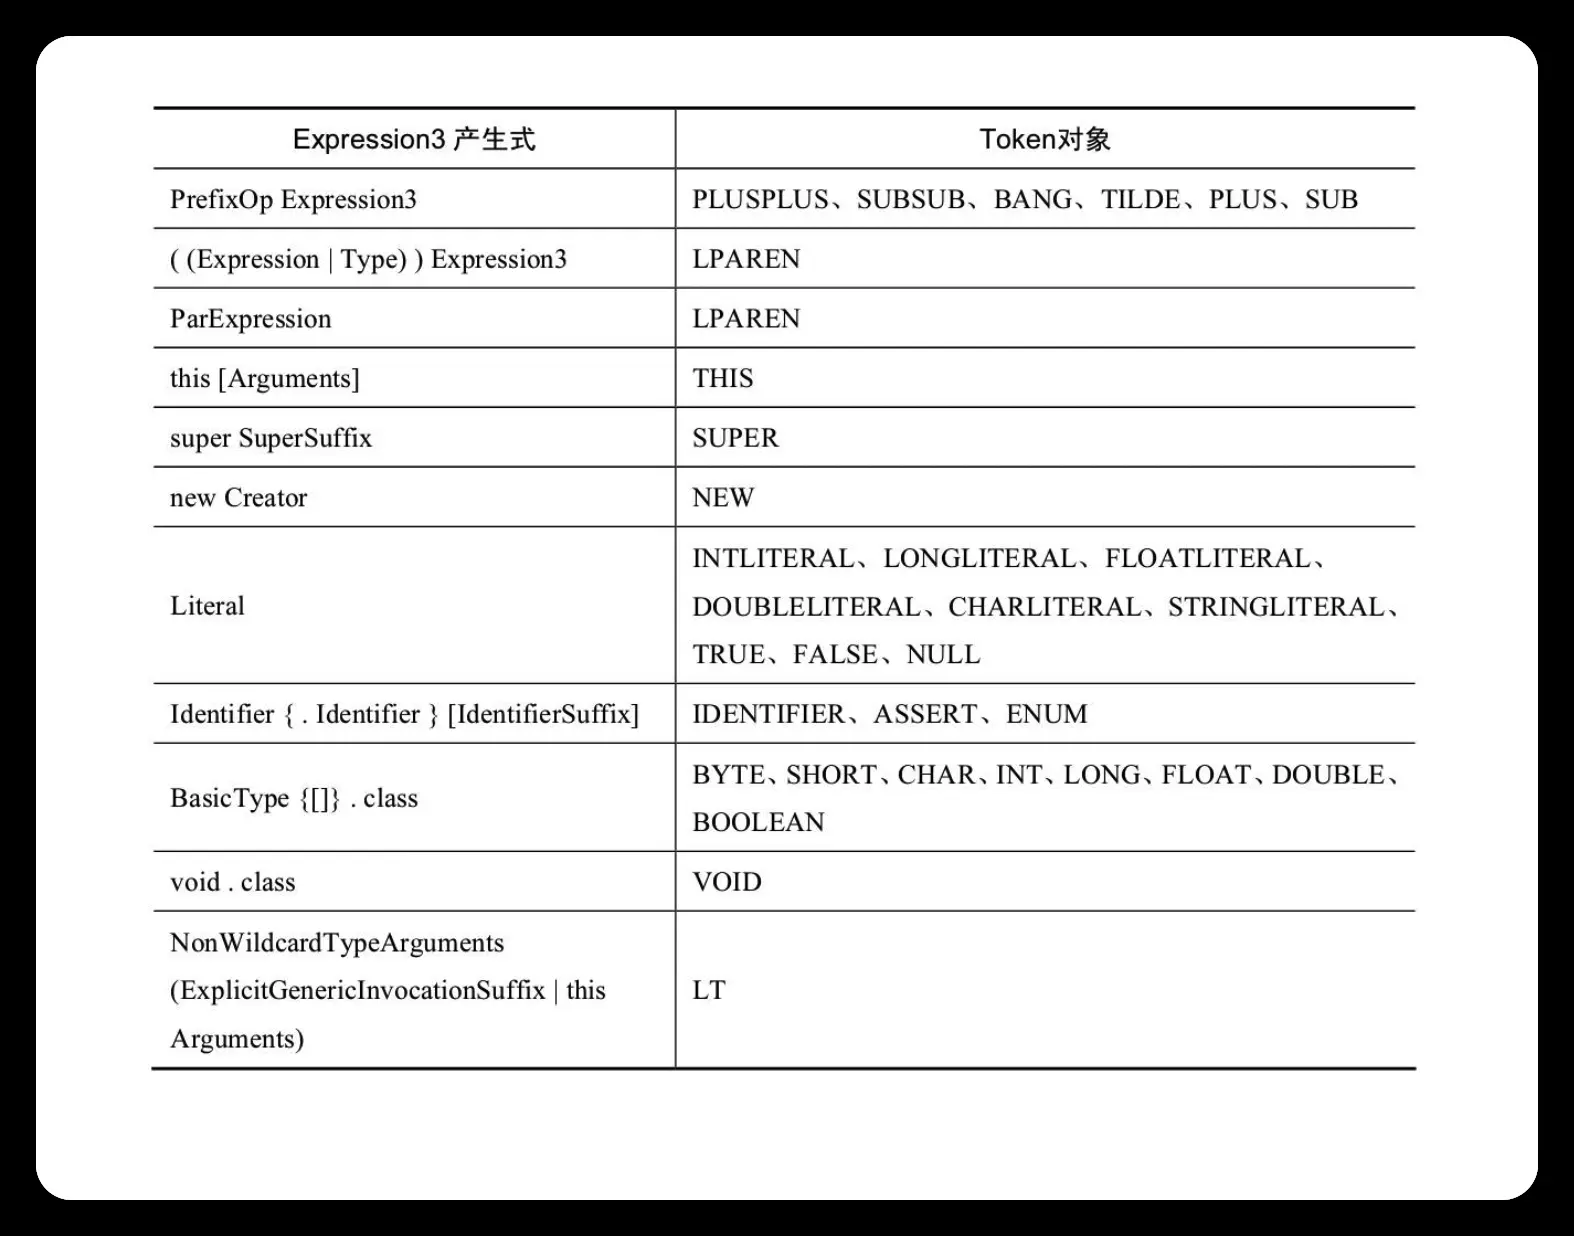 Expression3 产生式 Token对象
PrefixOp Expression3 PLUSPLUS、SUBSUB、BANG、TILDE、PLUS、SUB
( (Expression | Type) ) Expression3 LPAREN
ParExpression LPAREN
this [Arguments] THIS
super SuperSuffix SUPER
new Creator NEW
Literal
INTLITERAL、LONGLITERAL、FLOATLITERAL、
DOUBLELITERAL、CHARLITERAL、STRINGLITERAL、
TRUE、FALSE、NULL
Identifier { . Identifier } [IdentifierSuffix] IDENTIFIER、ASSERT、ENUM
BasicType {[]} . class
BYTE、SHORT、CHAR、INT、LONG、FLOAT、DOUBLE、
BOOLEAN
void . class VOID
NonWildcardTypeArguments
(ExplicitGenericInvocationSuffix | this
Arguments)
LT